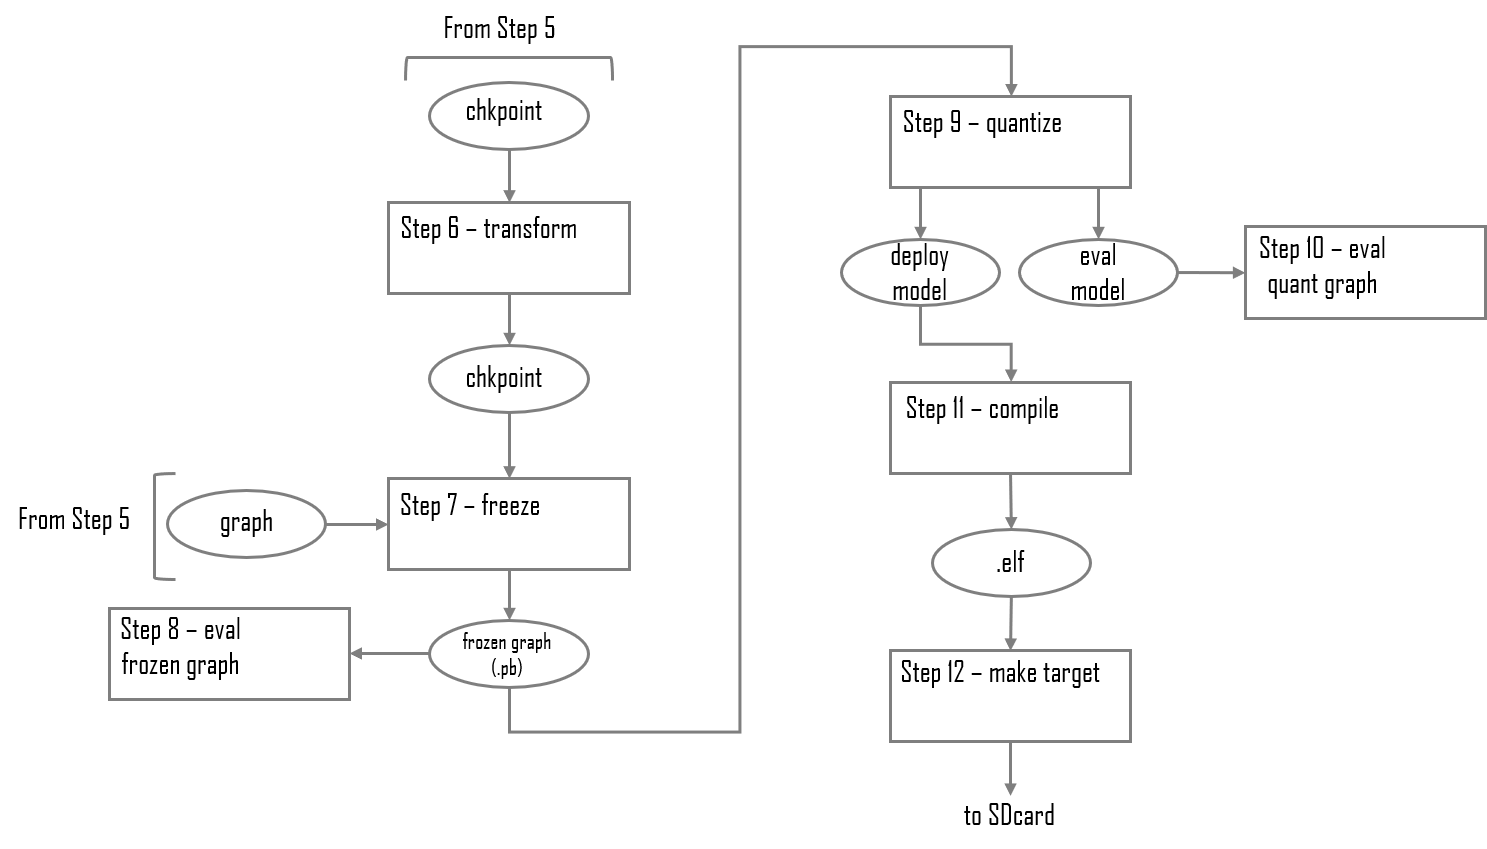 From Step 5
chkpoint
Step 6 – transform
chkpoint
From Step 5
graph
Step 7 – freeze
Step 8 – eval
frozen graph
frozen graph
(.pb)
Step 9 – quantize
deploy
model
eval
model
Step 10 – eval
quant graph
Step 11 – compile
.elf
Step 12 – make target
to SDcard